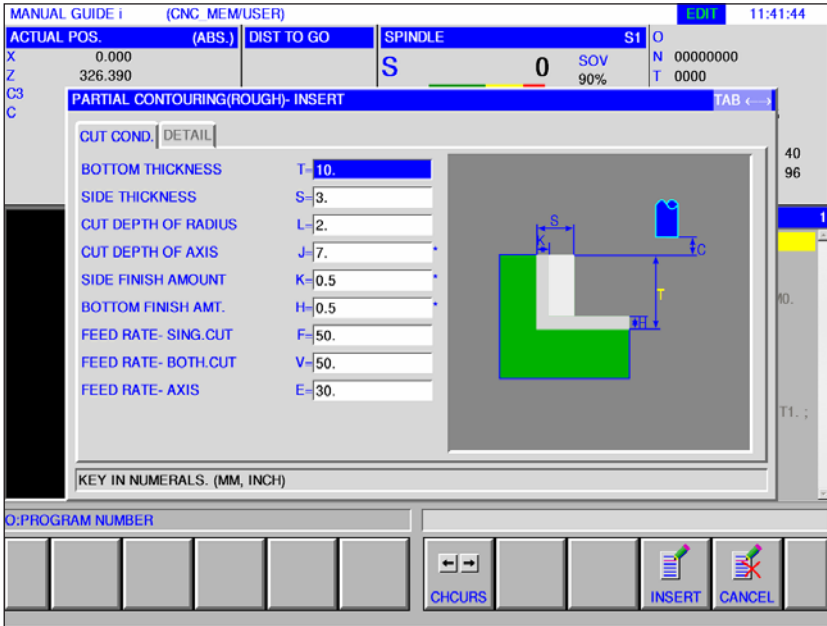 MANUAL GUIDE i (CNC_MEM/USER) EDIT 11:41:44
ACTUAL POS. (ABS.) DIST TO GO SPINDLE S1 O
X 0.000 S 0 SOV N 00000000
Z 326.390 90% T 0000
C3
C
PARTIAL CONTOURING(ROUGH)- INSERT TAB ←→
CUT COND. DETAIL
BOTTOM THICKNESS T=10.
SIDE THICKNESS S=3.
CUT DEPTH OF RADIUS L=2.
CUT DEPTH OF AXIS J=7. *
SIDE FINISH AMOUNT K=0.5 *
BOTTOM FINISH AMT. H=0.5 *
FEED RATE- SING.CUT F=50.
FEED RATE- BOTH.CUT V=50.
FEED RATE- AXIS E=30.
S
K
C
T
H
40
96
1
M0.
T1. ;
KEY IN NUMERALS. (MM, INCH)
O:PROGRAM NUMBER
CHCURS INSERT CANCEL